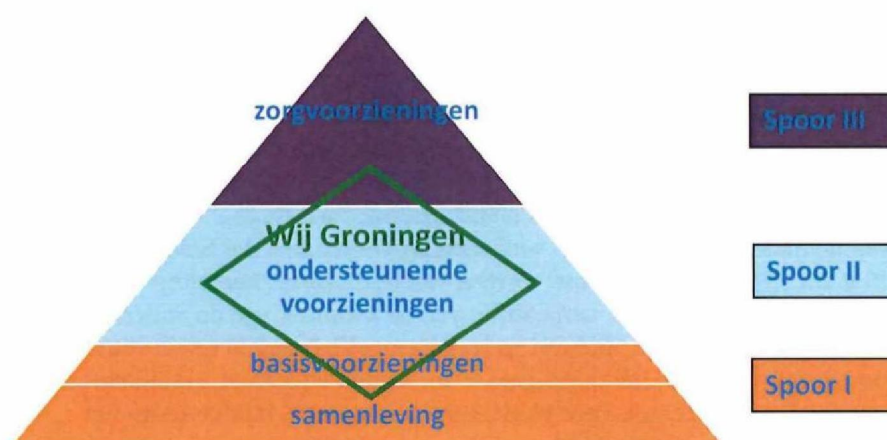 zorgvoorzieningen
Spoor III
Wij Groningen
ondersteunende
voorzieningen
Spoor II
basisvoorzieningen
samenleving
Spoor I